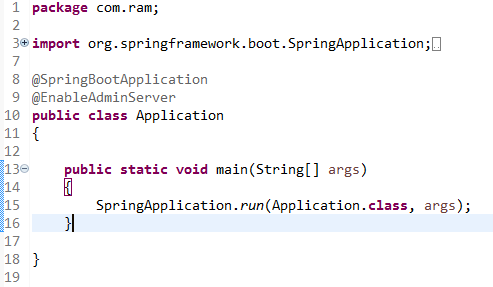 1 package com.ram;
2
3 import org.springframework.boot.SpringApplication;
7
8 @SpringBootApplication
9 @EnableAdminServer
10 public class Application
11 {
12
13 public static void main(String[] args)
14 {
15 SpringApplication.run(Application.class, args);
16 }
17
18 }
19